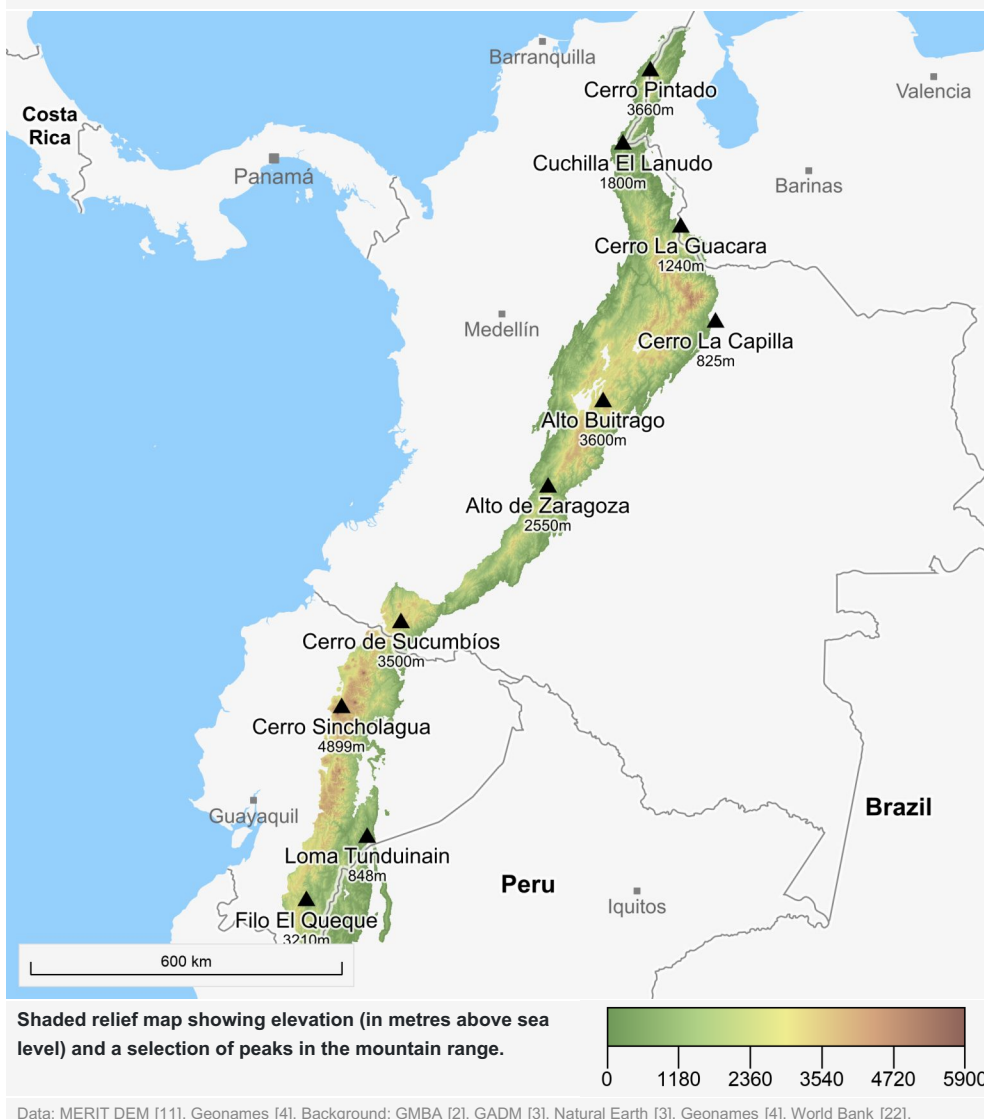 Barranquilla
Cerro Pintado
3660m
Valencia
Costa
Rica
Panamá
Cuchilla El Lanudo
1800m
Barinas
Cerro La Guacara
1240m
Medellín
Cerro La Capilla
825m
Alto Buitrago
3600m
Alto de Zaragoza
2550m
Cerro de Sucumbíos
3500m
Cerro Sincholagua
4899m
Guayaquil
Brazil
Loma Tunduinain
848m
Peru
Iquitos
Filo El Queque
3210m
600 km
Shaded relief map showing elevation (in metres above sea
level) and a selection of peaks in the mountain range.
0 1180 2360 3540 4720 5900
Data: MERIT DEM [11], Geonames [4]. Background: GMBA [2], GADM [3], Natural Earth [3], Geonames [4], World Bank [22].